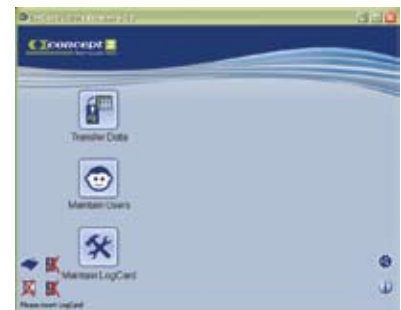 concept 2
Transfer Data
Maintain Users
Maintain LogCard
Please insert LogCard